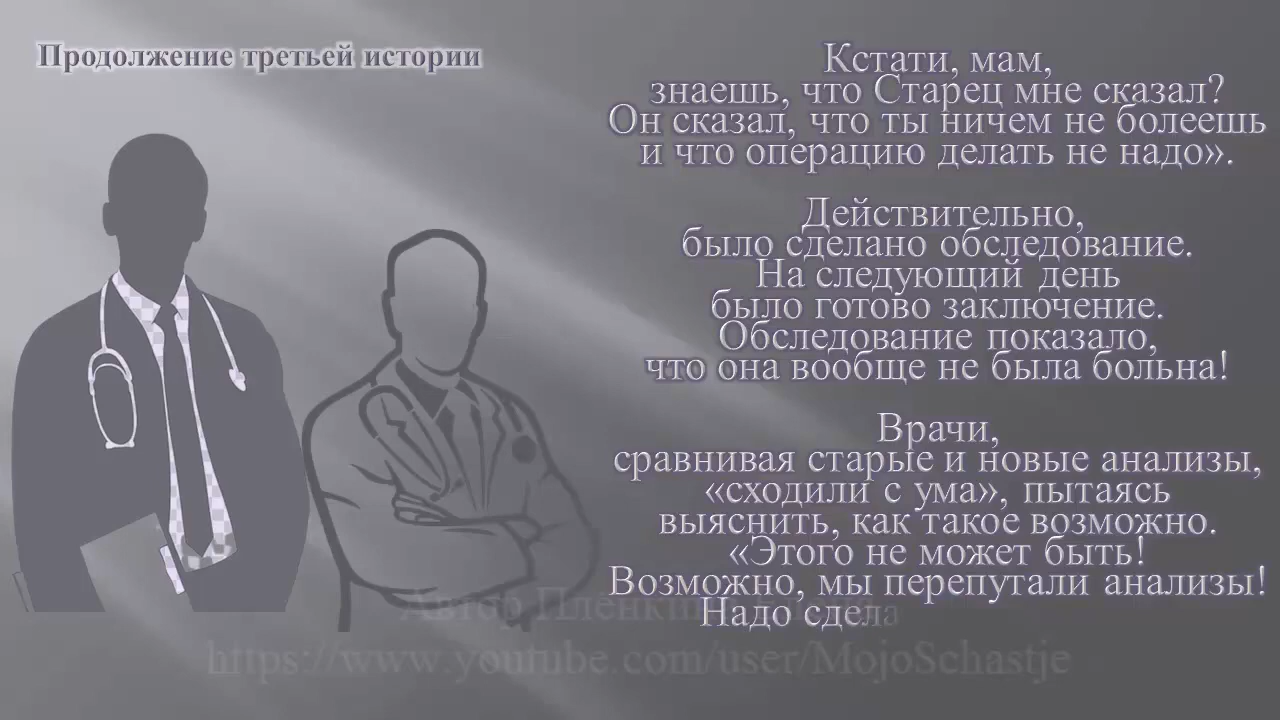 Продолжение третьей истории
Кстати, мам,
знаешь, что Старец мне сказал?
Он сказал, что ты ничем не болеешь
и что операцию делать не надо».
Действительно,
было сделано обследование.
На следующий день
было готово заключение.
Обследование показало,
что она вообще не была больна!
Врачи,
сравнивая старые и новые анализы,
«сходили с ума», пытаясь
выяснить, как такое возможно.
«Этого не может быть!
Возможно, мы перепутали анализы!
Надо сдела
Автор
https://www.youtube.com/user/MojoSchastje